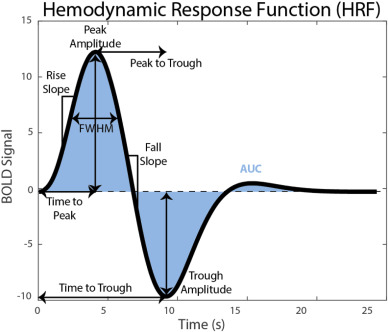 Hemodynamic Response Function (HRF)
15
Peak
Amplitude
Peak to Trough
Rise
Slope
10
FWHM
5
Fall
Slope
AUC
BOLD Signal
0
Time to
Peak
-5
Time to Trough
Trough
Amplitude
-10
0
5
10
15
20
25
Time (s)